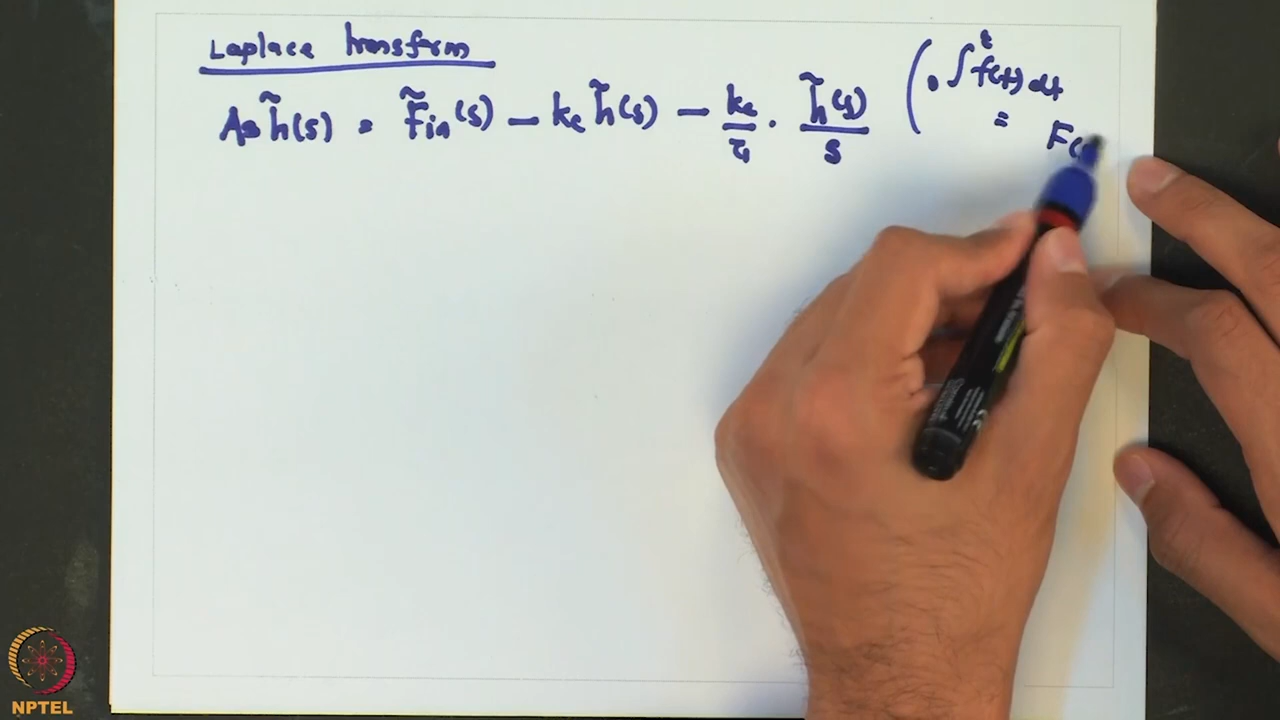 Laplace transform
As h̃(s) = F̃in(s) − kc h̃(s) − kc/τI · h̃(s)/s (∫₀ᵗ f(t) dt
= F(
NPTEL